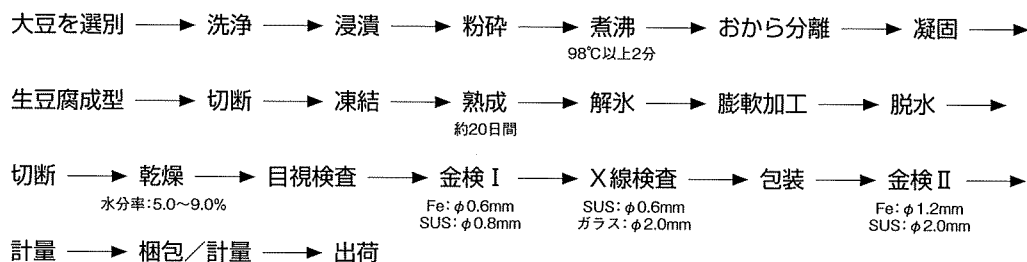 大豆を選別 → 洗浄 → 浸漬 → 粉砕 → 煮沸 → おから分離 → 凝固 →
98℃以上2分
生豆腐成型 → 切断 → 凍結 → 熟成 → 解氷 → 膨軟加工 → 脱水 →
約20日間
切断 → 乾燥 → 目視検査 → 金検Ⅰ → X線検査 → 包装 → 金検Ⅱ →
水分率:5.0～9.0% Fe:φ0.6mm SUS:φ0.6mm Fe:φ1.2mm
SUS:φ0.8mm ガラス:φ2.0mm SUS:φ2.0mm
計量 → 梱包／計量 → 出荷